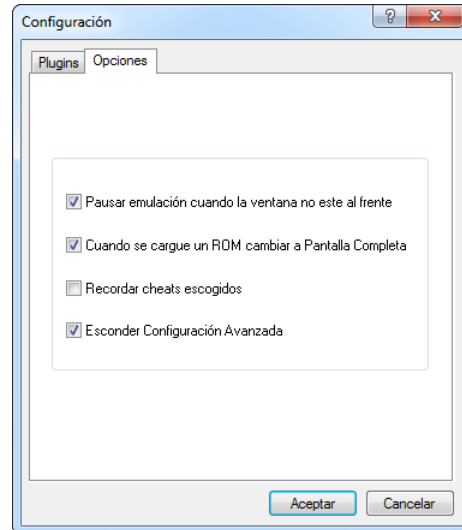 Configuración
Plugins Opciones
Pausar emulación cuando la ventana no este al frente
Cuando se cargue un ROM cambiar a Pantalla Completa
Recordar cheats escogidos
Esconder Configuración Avanzada
Aceptar Cancelar